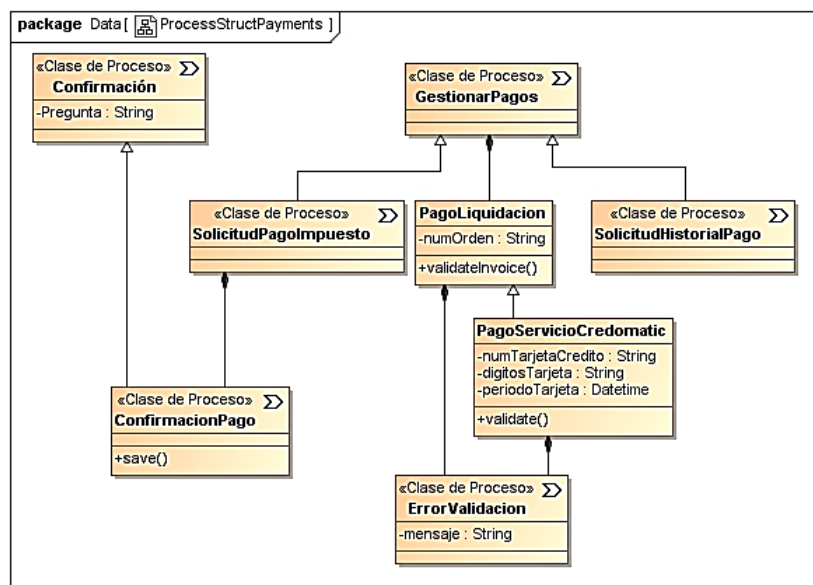 package Data[ ProcessStructPayments ]
«Clase de Proceso»
Confirmación
-Pregunta : String
«Clase de Proceso»
GestionarPagos
«Clase de Proceso»
SolicitudPagoImpuesto
PagoLiquidacion
-numOrden : String
+validateInvoice()
«Clase de Proceso»
SolicitudHistorialPago
PagoServicioCredomatic
-numTarjetaCredito : String
-digitosTarjeta : String
-periodoTarjeta : Datetime
+validate()
«Clase de Proceso»
ConfirmacionPago
+save()
«Clase de Proceso»
ErrorValidacion
-mensaje : String